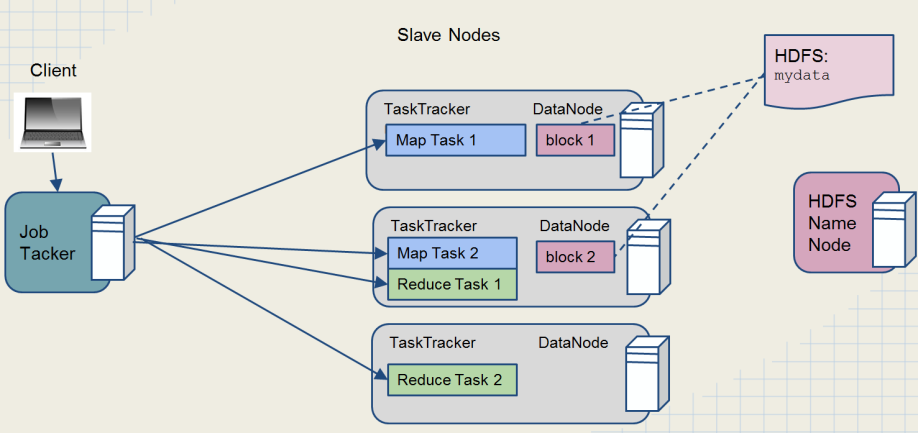 Slave Nodes
Client
HDFS:
mydata
TaskTracker
DataNode
Map Task 1
block 1
Job
Tacker
TaskTracker
DataNode
Map Task 2
block 2
Reduce Task 1
HDFS
Name
Node
TaskTracker
DataNode
Reduce Task 2